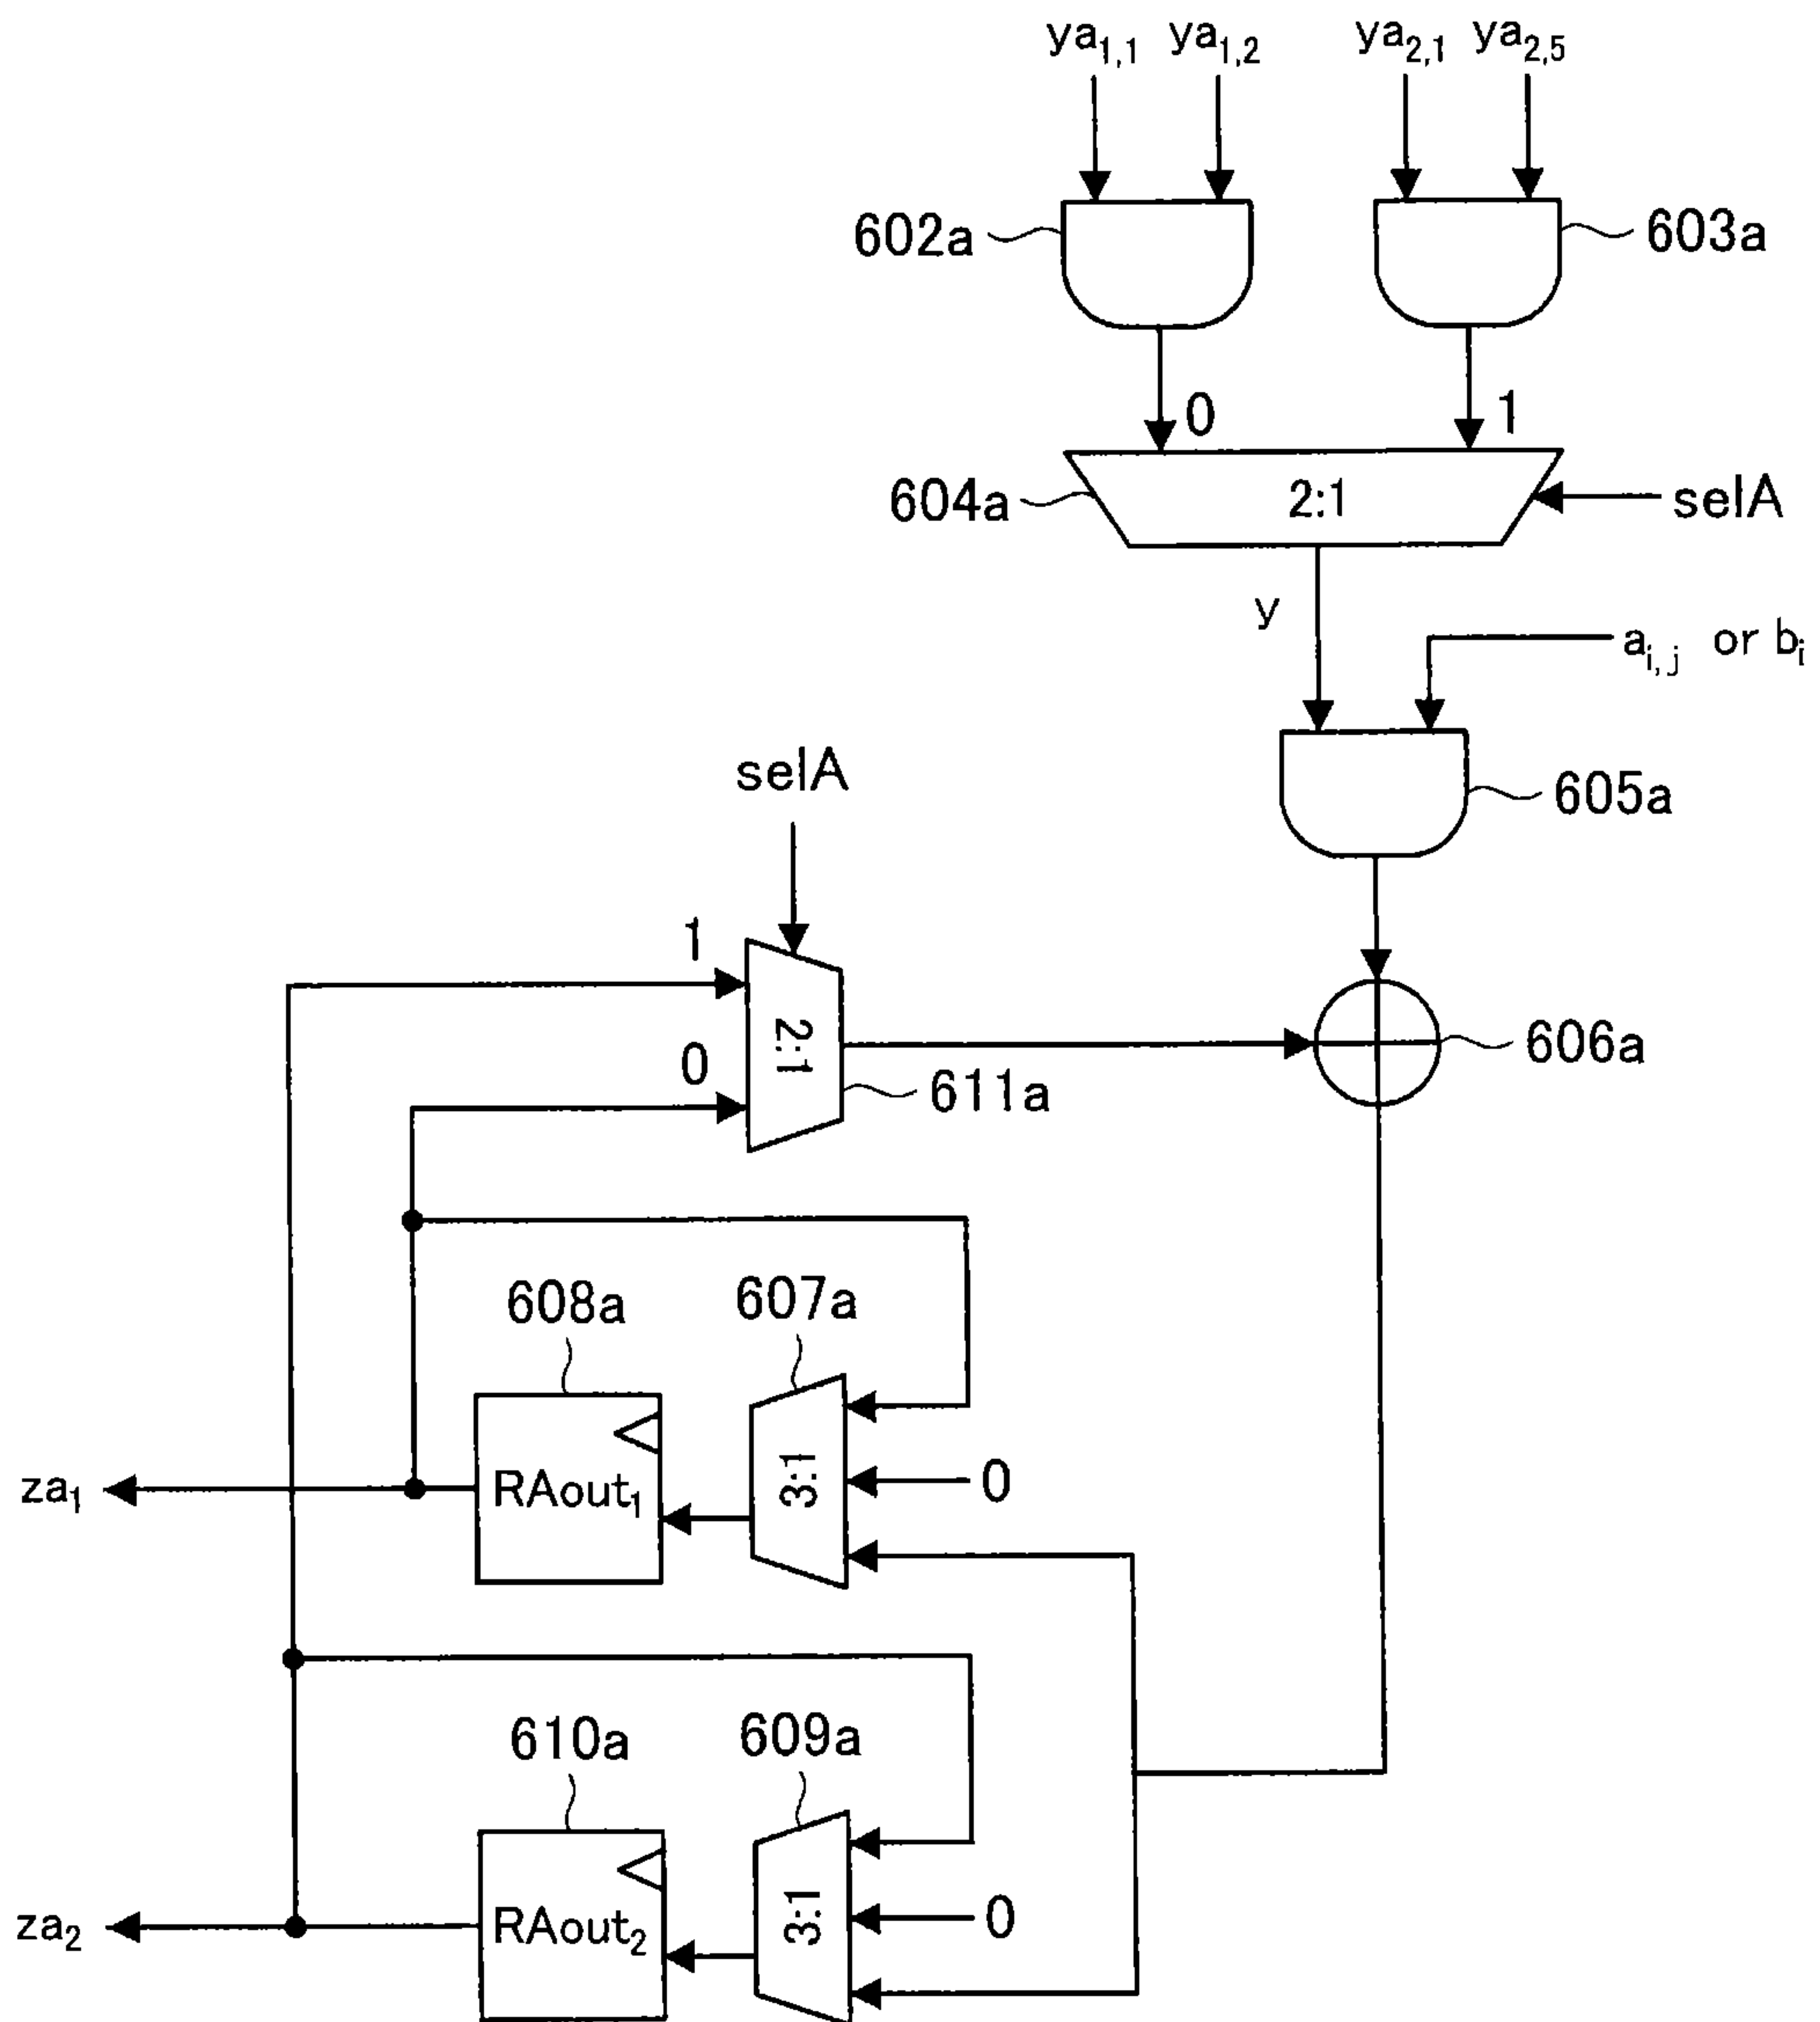 ya1,1 ya1,2 ya2,1 ya2,5
602a
603a
0
1
604a
2:1
selA
y
ai,j or bi
selA
605a
1
2:1
0
606a
611a
608a
607a
RAout1
3:1
0
za1
610a
609a
RAout2
3:1
0
za2